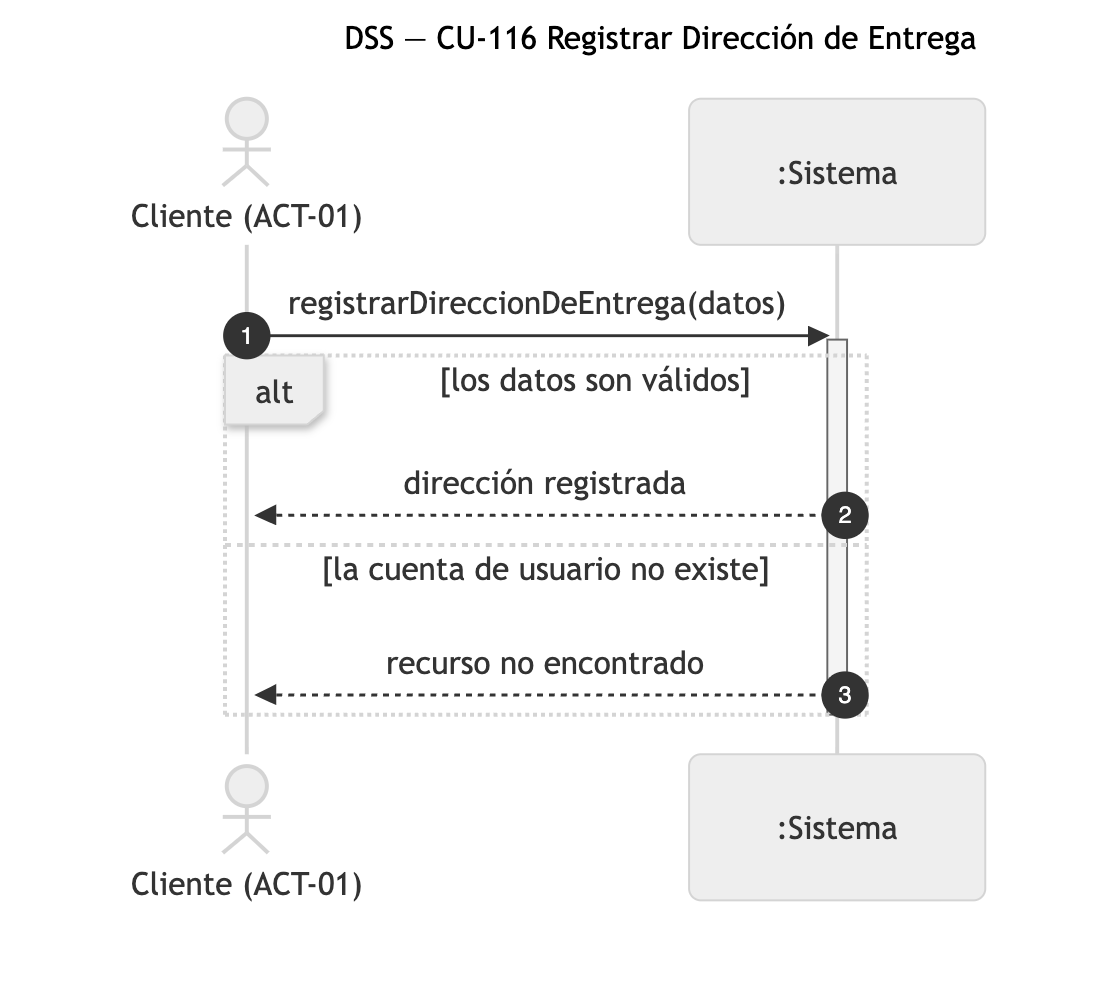 DSS — CU-116 Registrar Dirección de Entrega
Cliente (ACT-01)
:Sistema
registrarDireccionDeEntrega(datos)
1
alt
[los datos son válidos]
dirección registrada
2
[la cuenta de usuario no existe]
recurso no encontrado
3
Cliente (ACT-01)
:Sistema